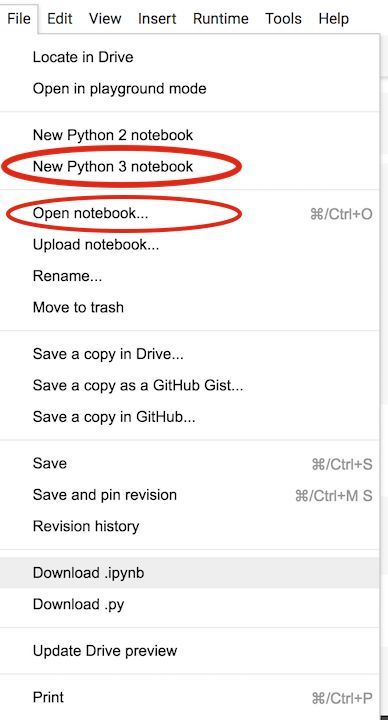 File Edit View Insert Runtime Tools Help
Locate in Drive
Open in playground mode
New Python 2 notebook
New Python 3 notebook
Open notebook... ⌘/Ctrl+O
Upload notebook...
Rename...
Move to trash
Save a copy in Drive...
Save a copy as a GitHub Gist...
Save a copy in GitHub...
Save ⌘/Ctrl+S
Save and pin revision ⌘/Ctrl+M S
Revision history
Download .ipynb
Download .py
Update Drive preview
Print ⌘/Ctrl+P